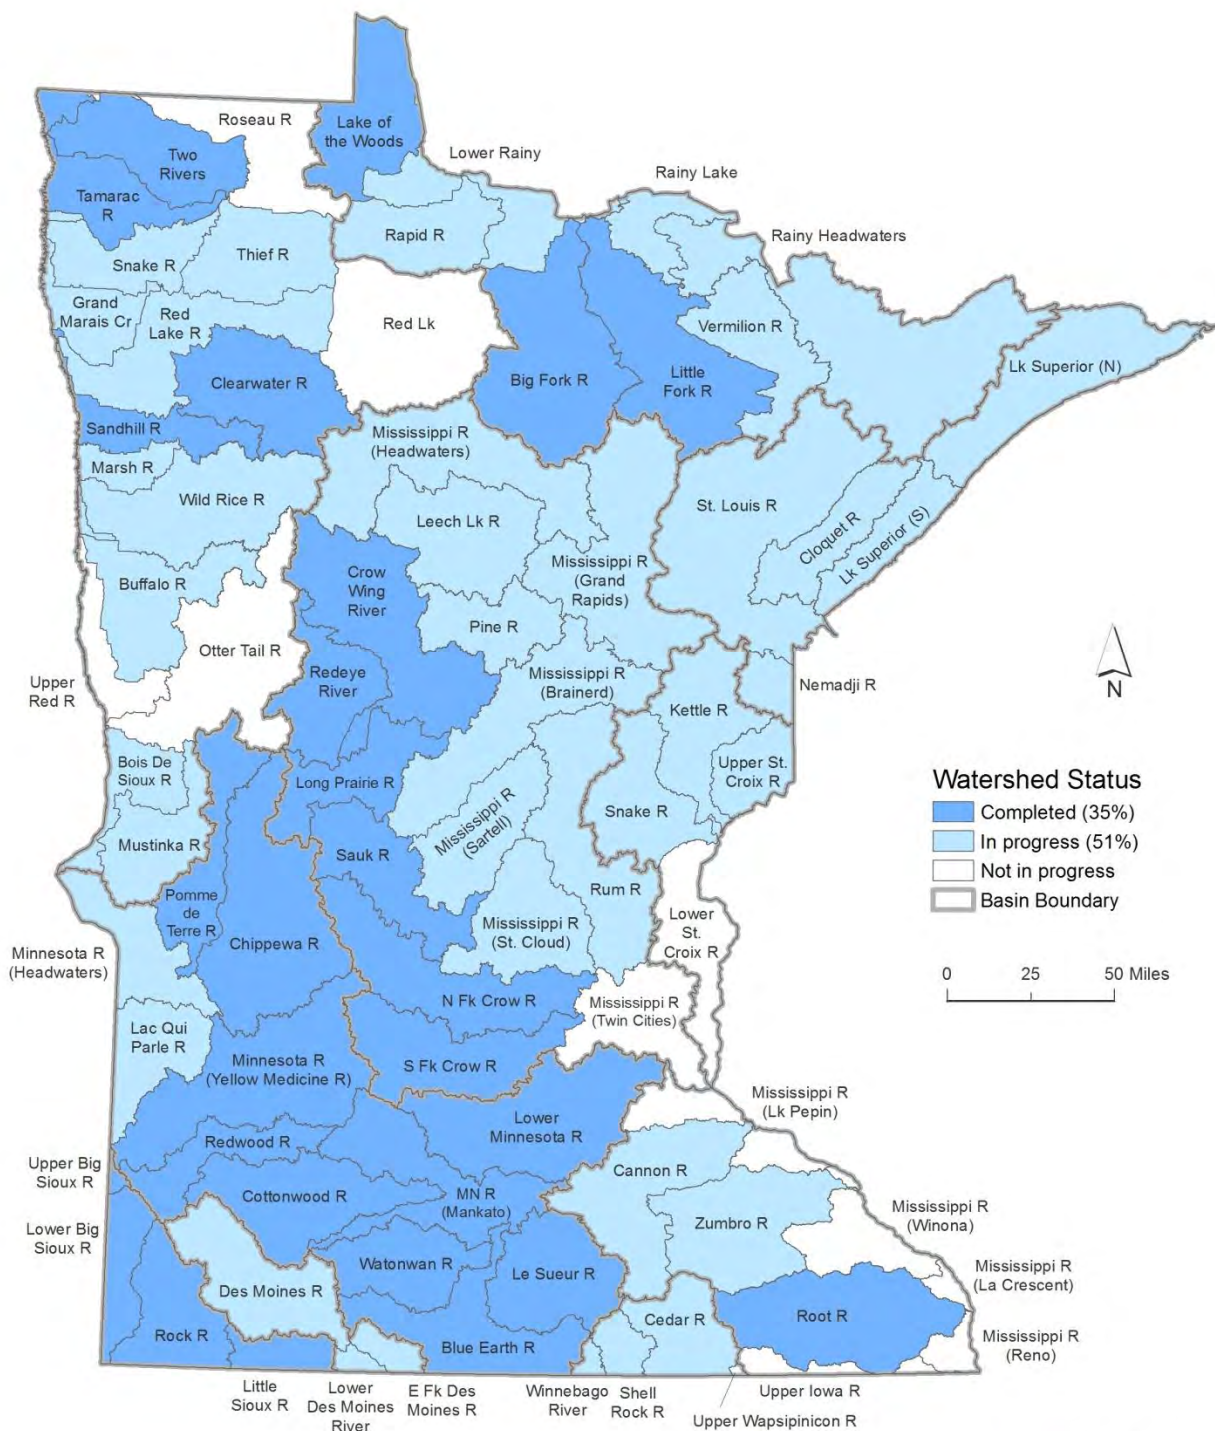 Roseau R
Lake of
the Woods
Two
Rivers
Lower Rainy
Rainy Lake
Tamarac
R
Rapid R
Rainy Headwaters
Snake R
Thief R
Grand
Marais Cr
Red
Lake R
Red Lk
Vermilion R
Lk Superior (N)
Clearwater R
Big Fork R
Little
Fork R
Sandhill R
Mississippi R
(Headwaters)
Marsh R
Wild Rice R
St. Louis R
Leech Lk R
Cloquet R
Lk Superior (S)
Mississippi R
(Grand
Rapids)
Buffalo R
Crow
Wing
River
Pine R
Otter Tail R
Redeye
River
Mississippi R
(Brainerd)
Upper
Red R
Nemadji R
N
Kettle R
Bois De
Sioux R
Upper St.
Croix R
Long Prairie R
Mississippi R
(Sartell)
Snake R
Mustinka R
Sauk R
Watershed Status
Completed (35%)
In progress (51%)
Not in progress
Basin Boundary
Pomme
de
Terre R
Rum R
Mississippi R
(St. Cloud)
Lower
St.
Croix R
Chippewa R
Minnesota R
(Headwaters)
0 25 50 Miles
N Fk Crow R
Mississippi R
(Twin Cities)
Lac Qui
Parle R
Minnesota R
(Yellow Medicine R)
S Fk Crow R
Mississippi R
(Lk Pepin)
Lower
Minnesota R
Redwood R
Upper Big
Sioux R
Cannon R
Cottonwood R
MN R
(Mankato)
Mississippi R
(Winona)
Lower Big
Sioux R
Zumbro R
Watonwan R
Le Sueur R
Mississippi R
(La Crescent)
Des Moines R
Rock R
Cedar R
Root R
Blue Earth R
Mississippi R
(Reno)
Little
Sioux R
Lower
Des Moines
River
E Fk Des
Moines R
Winnebago
River
Shell
Rock R
Upper Iowa R
Upper Wapsipinicon R